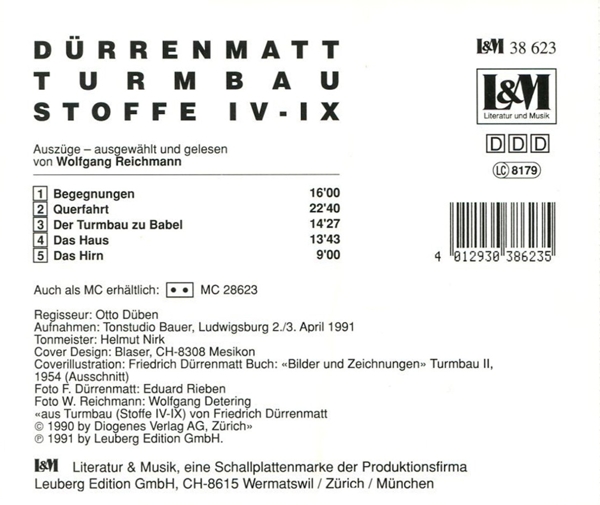 DÜRRENMATT
TURMBAU
STOFFE IV-IX
Auszüge – ausgewählt und gelesen
von Wolfgang Reichmann
1 Begegnungen 16'00
2 Querfahrt 22'40
3 Der Turmbau zu Babel 14'27
4 Das Haus 13'43
5 Das Hirn 9'00
Auch als MC erhältlich: MC 28623
Regisseur: Otto Düben
Aufnahmen: Tonstudio Bauer, Ludwigsburg 2./3. April 1991
Tonmeister: Helmut Nirk
Cover Design: Blaser, CH-8308 Mesikon
Coverillustration: Friedrich Dürrenmatt Buch: «Bilder und Zeichnungen» Turmbau II,
1954 (Ausschnitt)
Foto F. Dürrenmatt: Eduard Rieben
Foto W. Reichmann: Wolfgang Detering
«aus Turmbau (Stoffe IV-IX) von Friedrich Dürrenmatt
© 1990 by Diogenes Verlag AG, Zürich»
℗ 1991 by Leuberg Edition GmbH.
L&M Literatur & Musik, eine Schallplattenmarke der Produktionsfirma
Leuberg Edition GmbH, CH-8615 Wermatswil / Zürich / München
L&M 38 623
L&M
Literatur und Musik
D D D
LC 8179
4 012930 386235